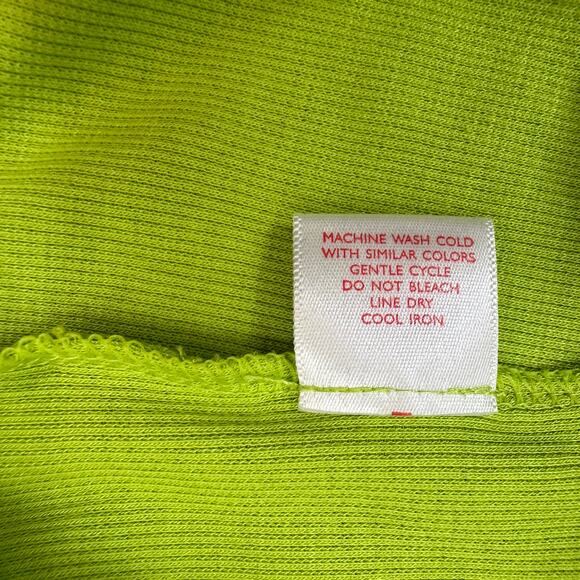 MACHINE WASH COLD
WITH SIMILAR COLORS
GENTLE CYCLE
DO NOT BLEACH
LINE DRY
COOL IRON